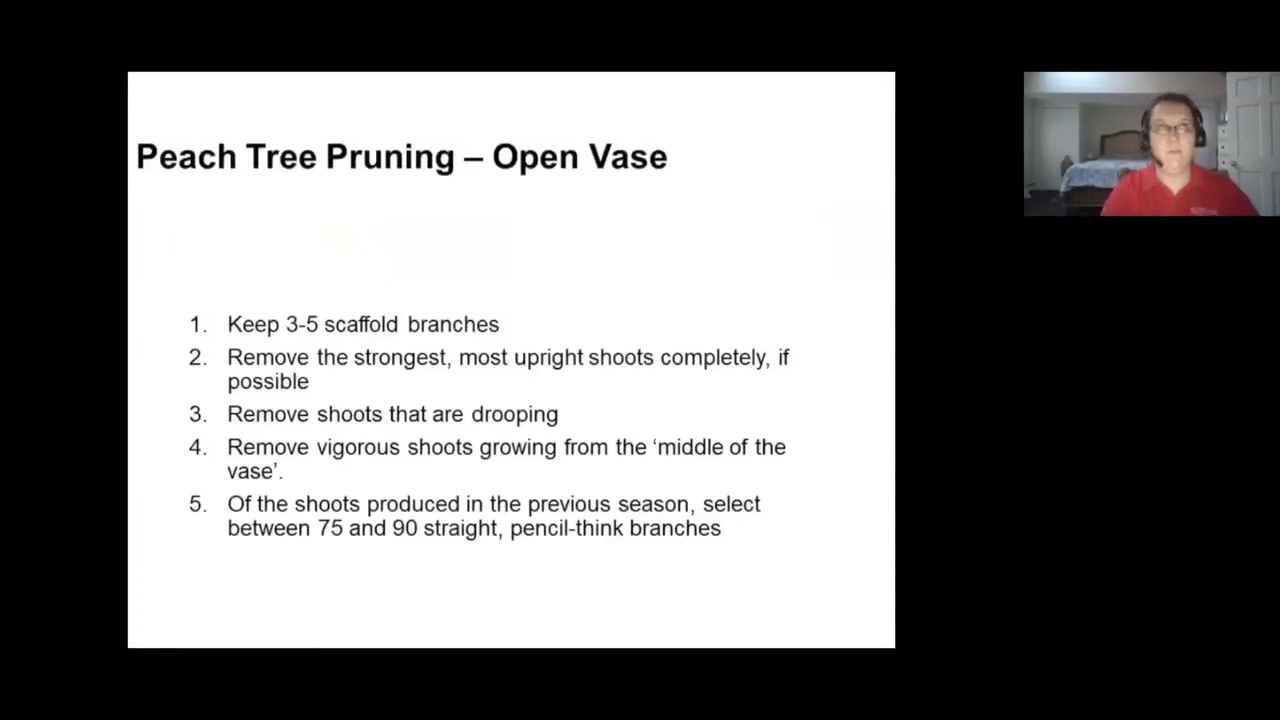 Peach Tree Pruning – Open Vase
1. Keep 3-5 scaffold branches
2. Remove the strongest, most upright shoots completely, if
possible
3. Remove shoots that are drooping
4. Remove vigorous shoots growing from the ‘middle of the
vase’.
5. Of the shoots produced in the previous season, select
between 75 and 90 straight, pencil-think branches